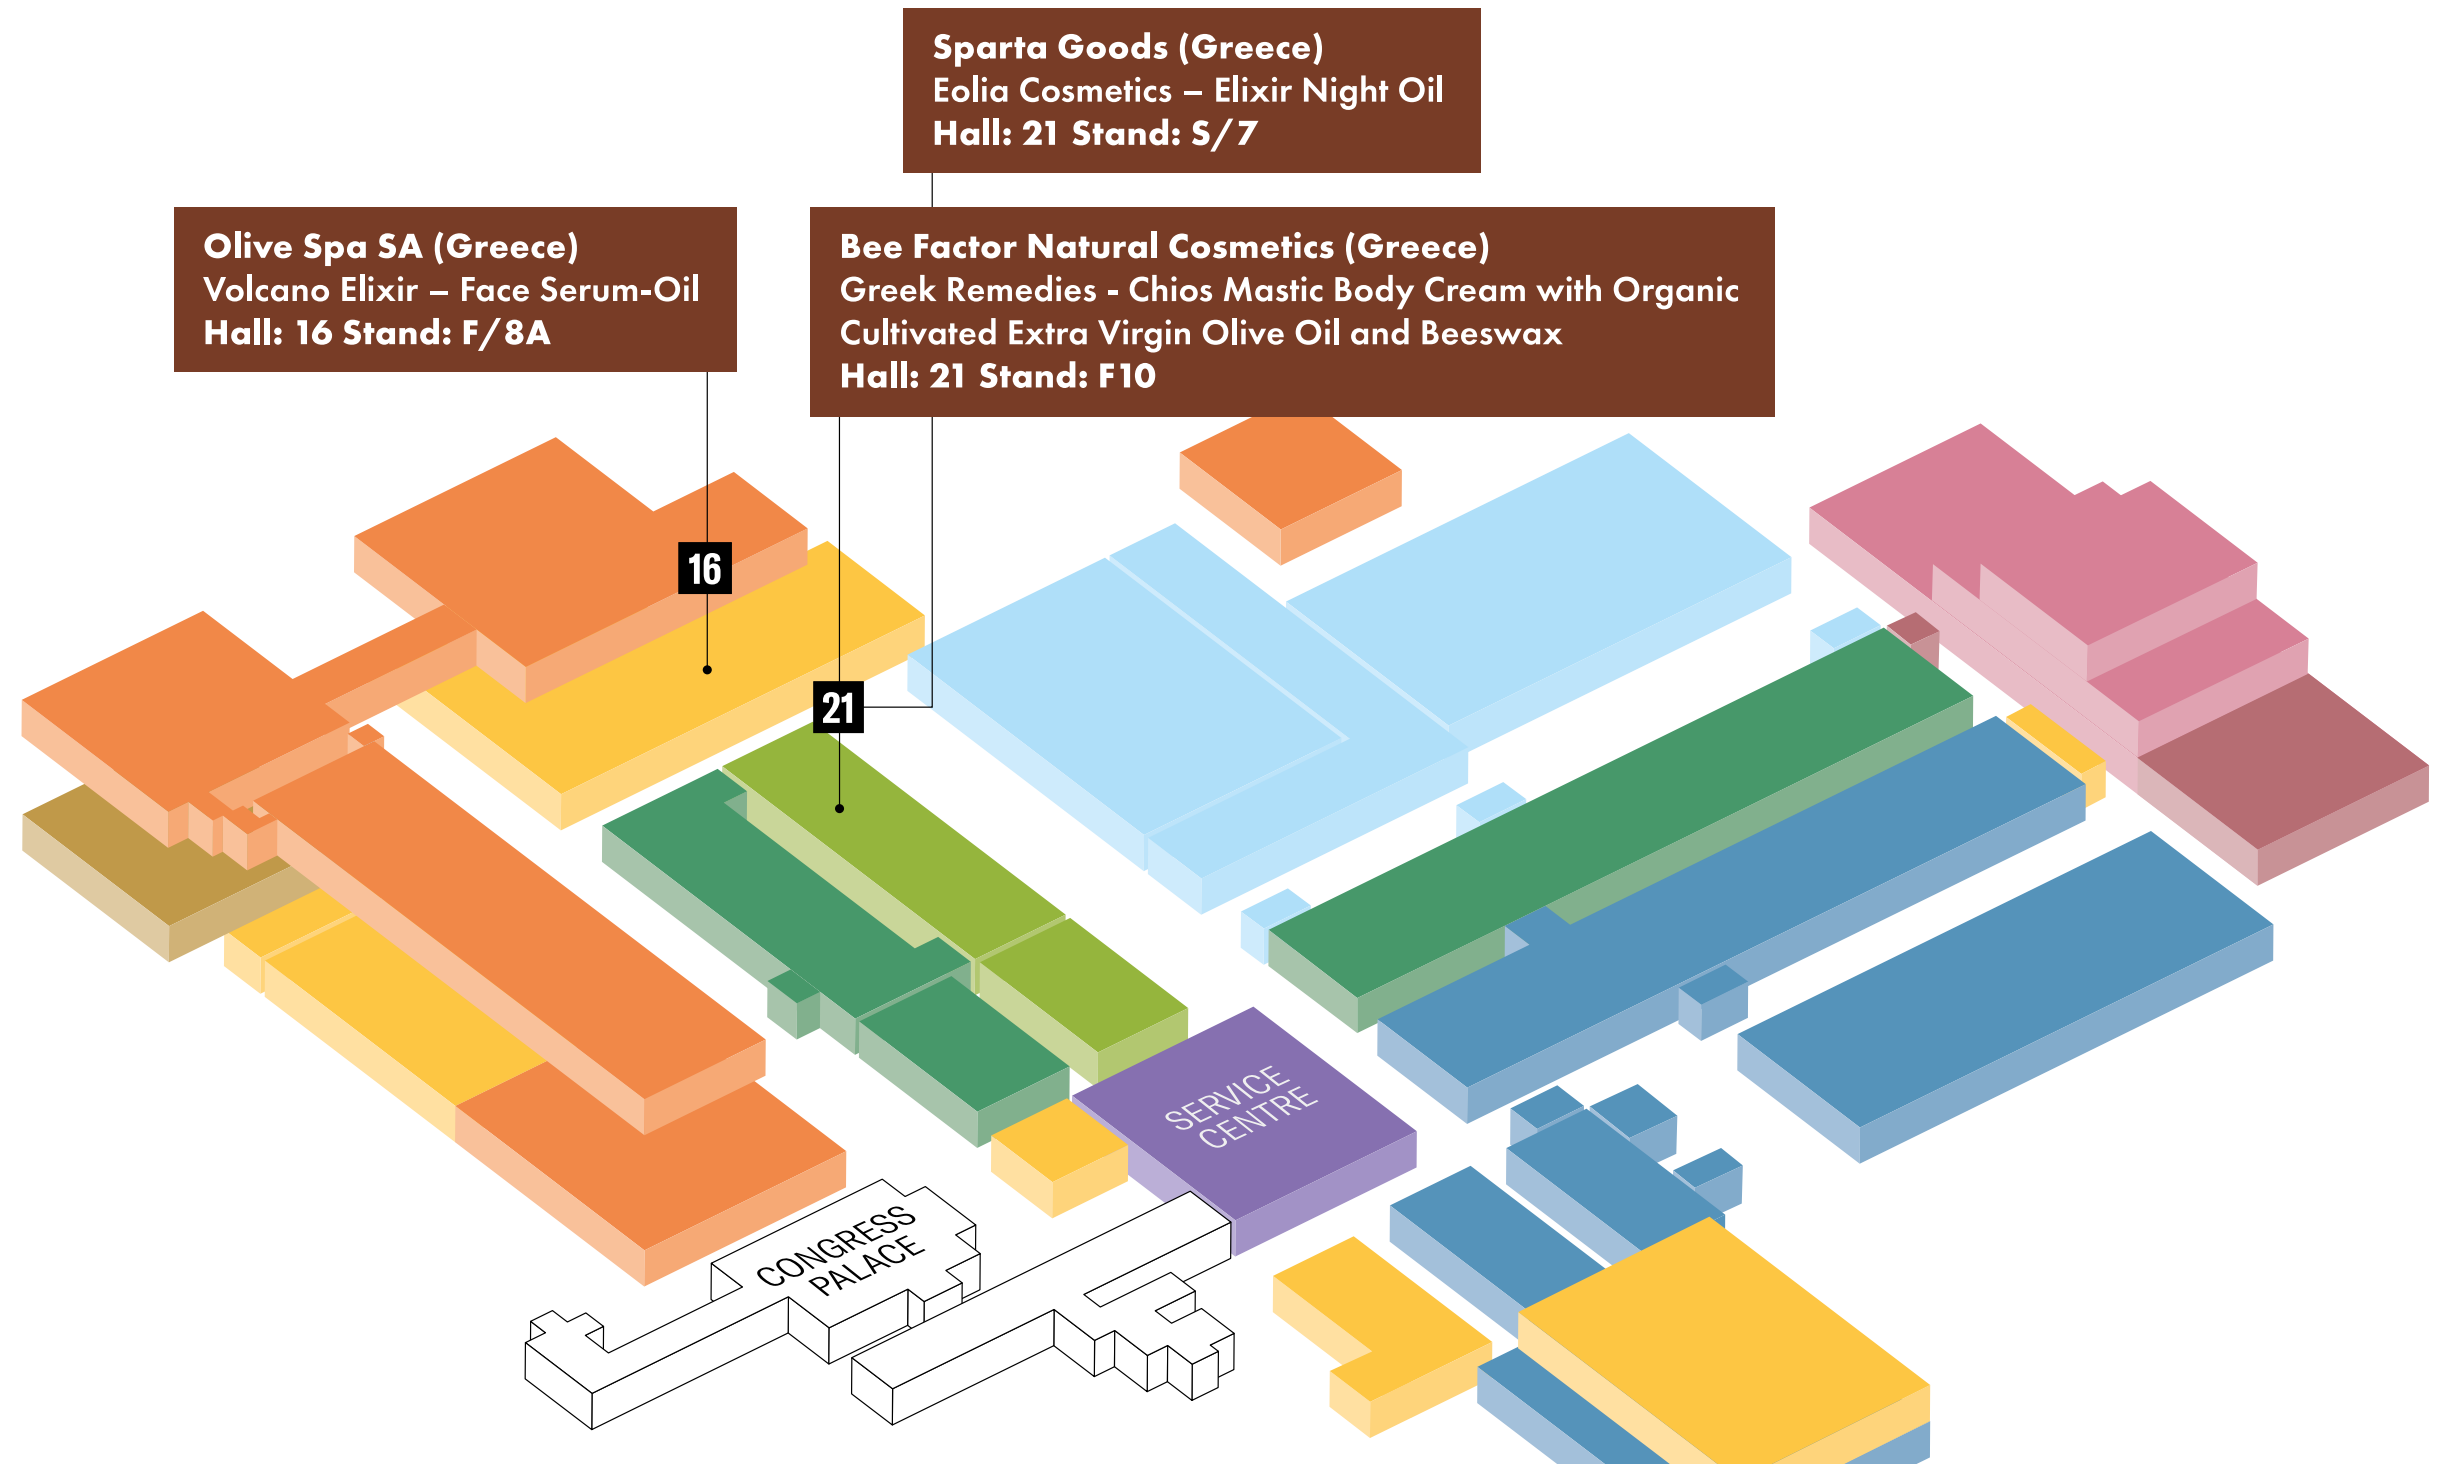 Sparta Goods (Greece)
Eolia Cosmetics – Elixir Night Oil
Hall: 21 Stand: S/7
Olive Spa SA (Greece)
Volcano Elixir – Face Serum-Oil
Hall: 16 Stand: F/8A
Bee Factor Natural Cosmetics (Greece)
Greek Remedies - Chios Mastic Body Cream with Organic
Cultivated Extra Virgin Olive Oil and Beeswax
Hall: 21 Stand: F10
16
21
SERVICE
CENTRE
CONGRESS
PALACE